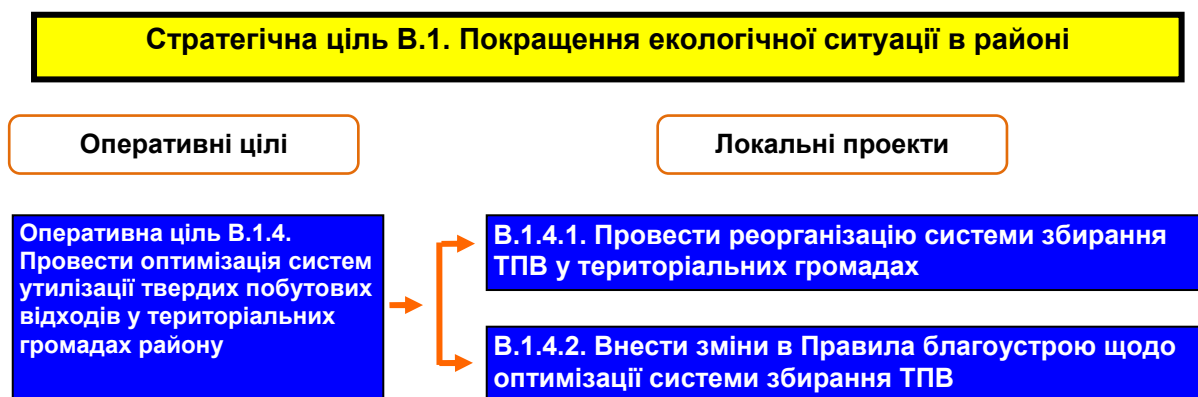 Стратегічна ціль В.1. Покращення екологічної ситуації в районі
Оперативні цілі
Локальні проекти
Оперативна ціль В.1.4.
Провести оптимізація систем
утилізації твердих побутових
відходів у територіальних
громадах району
В.1.4.1. Провести реорганізацію системи збирання
ТПВ у територіальних громадах
В.1.4.2. Внести зміни в Правила благоустрою щодо
оптимізації системи збирання ТПВ